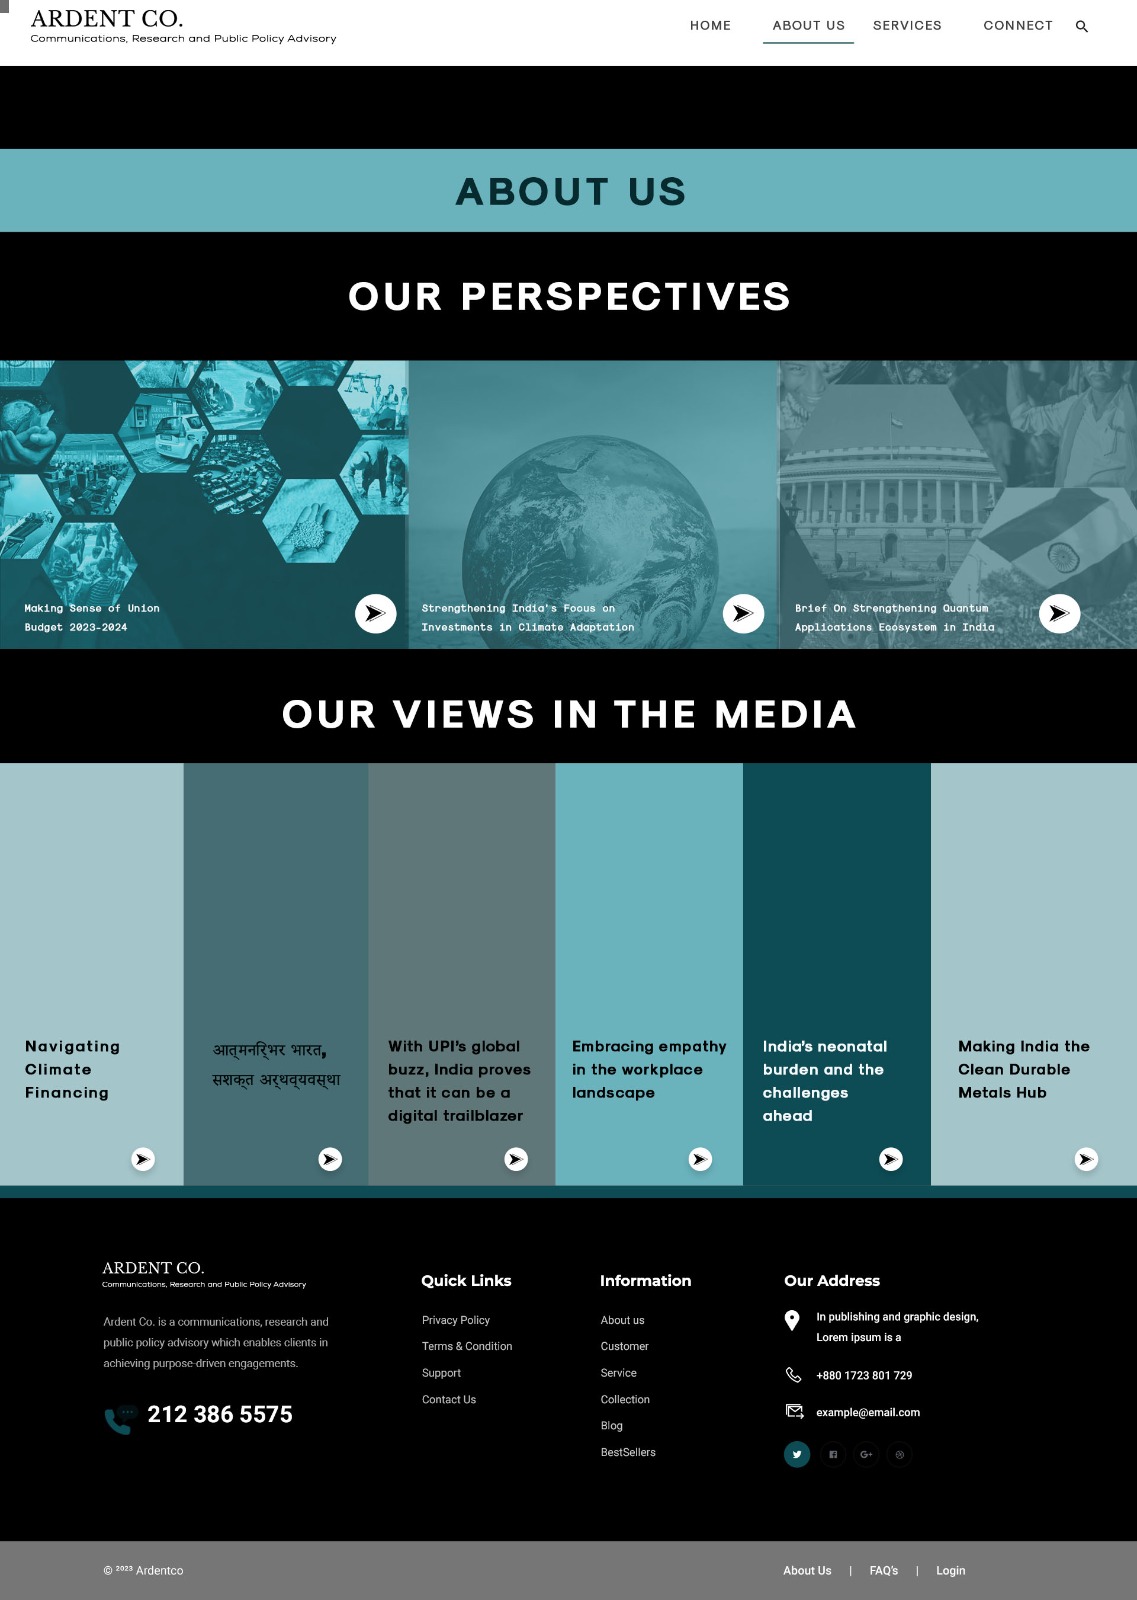 ARDENT CO.
Communications, Research and Public Policy Advisory
HOME ABOUT US SERVICES CONNECT
ABOUT US
OUR PERSPECTIVES
Making Sense of Union
Budget 2023-2024
Strengthening India's Focus on
Investments in Climate Adaptation
Brief On Strengthening Quantum
Applications Eoosystem in India
OUR VIEWS IN THE MEDIA
Navigating
Climate
Financing
आत्मनिर्भर भारत,
सशक्त अर्थव्यवस्था
With UPI's global
buzz, India proves
that it can be a
digital trailblazer
Embracing empathy
in the workplace
landscape
India's neonatal
burden and the
challenges
ahead
Making India the
Clean Durable
Metals Hub
ARDENT CO.
Communications, Research and Public Policy Advisory
Ardent Co. is a communications, research and
public policy advisory which enables clients in
achieving purpose-driven engagements.
212 386 5575
Quick Links
Privacy Policy
Terms & Condition
Support
Contact Us
Information
About us
Customer
Service
Collection
Blog
BestSellers
Our Address
In publishing and graphic design,
Lorem ipsum is a
+880 1723 801 729
example@email.com
© 2023 Ardentco
About Us | FAQ's | Login